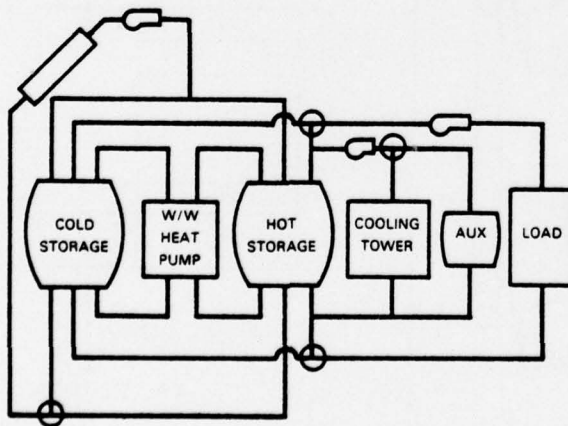 COLD
STORAGE
W/W
HEAT
PUMP
HOT
STORAGE
COOLING
TOWER
AUX
LOAD